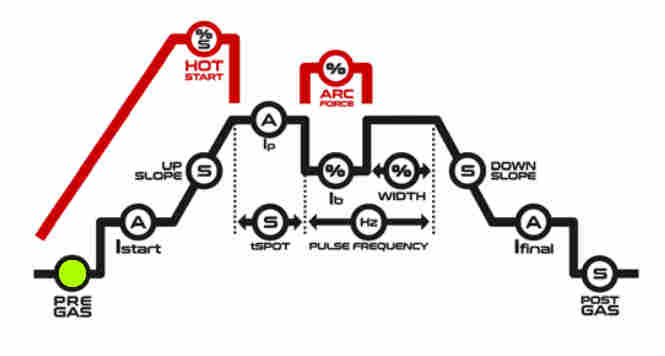 %
S
HOT
START
%
ARC
FORCE
A
Ip
UP
SLOPE
S
%
Ib
%
WIDTH
S
DOWN
SLOPE
A
Istart
S
tSPOT
Hz
PULSE FREQUENCY
A
Ifinal
PRE
GAS
S
POST
GAS